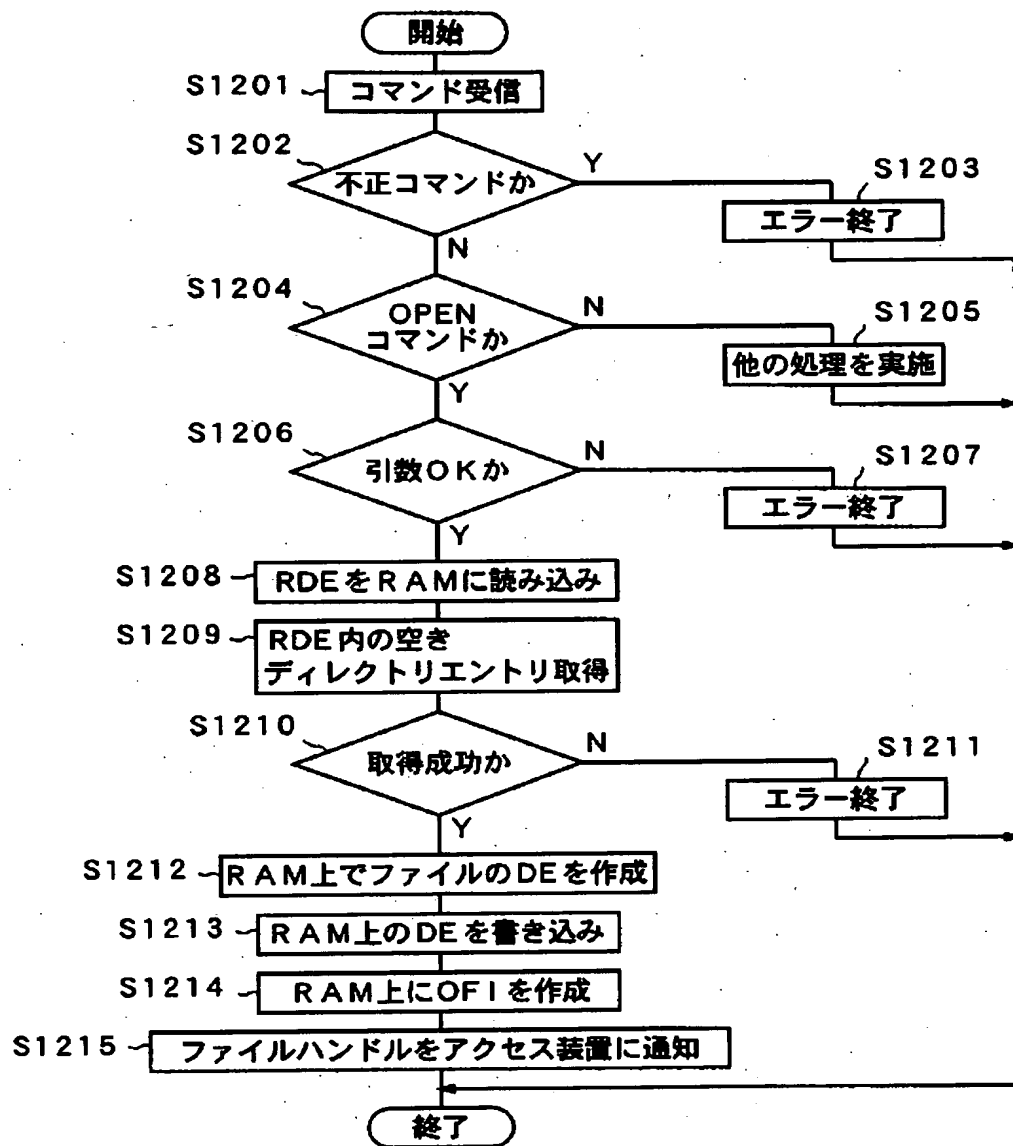 開始
S1201
コマンド受信
S1202
不正コマンドか
Y
S1203
エラー終了
N
S1204
OPEN
コマンドか
N
S1205
他の処理を実施
Y
S1206
引数OKか
N
S1207
エラー終了
Y
S1208
RDEをRAMに読み込み
S1209
RDE内の空き
ディレクトリエントリ取得
S1210
取得成功か
N
S1211
エラー終了
Y
S1212
RAM上でファイルのDEを作成
S1213
RAM上のDEを書き込み
S1214
RAM上にOFIを作成
S1215
ファイルハンドルをアクセス装置に通知
終了